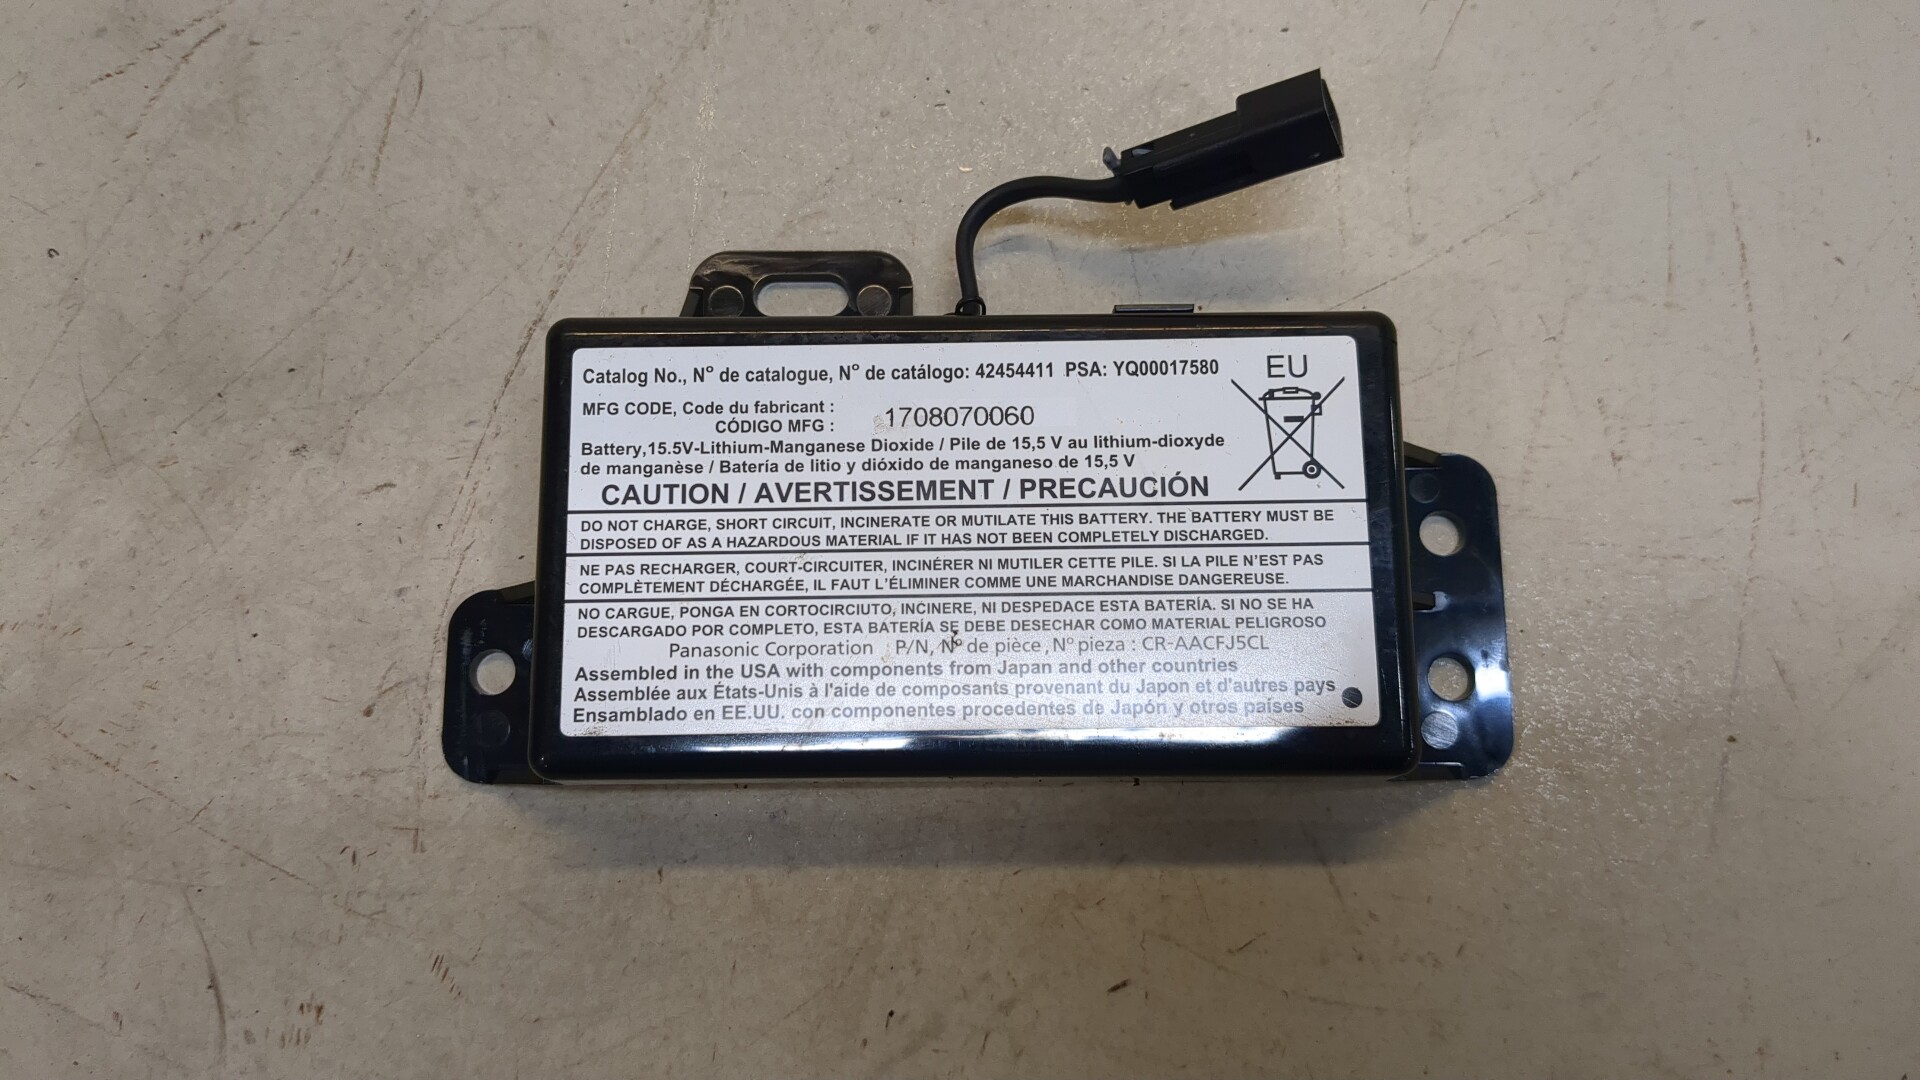 Catalog No., Nº de catalogue, Nº de catálogo: 42454411 PSA: YQ00017580
EU
MFG CODE, Code du fabricant :
CÓDIGO MFG : 1708070060
Battery,15.5V-Lithium-Manganese Dioxide / Pile de 15,5 V au lithium-dioxyde
de manganèse / Batería de litio y dióxido de manganeso de 15,5 V
CAUTION / AVERTISSEMENT / PRECAUCIÓN
DO NOT CHARGE, SHORT CIRCUIT, INCINERATE OR MUTILATE THIS BATTERY. THE BATTERY MUST BE
DISPOSED OF AS A HAZARDOUS MATERIAL IF IT HAS NOT BEEN COMPLETELY DISCHARGED.
NE PAS RECHARGER, COURT-CIRCUITER, INCINÉRER NI MUTILER CETTE PILE. SI LA PILE N'EST PAS
COMPLÈTEMENT DÉCHARGÉE, IL FAUT L'ÉLIMINER COMME UNE MARCHANDISE DANGEREUSE.
NO CARGUE, PONGA EN CORTOCIRCIUTO, INCINERE, NI DESPEDACE ESTA BATERÍA. SI NO SE HA
DESCARGADO POR COMPLETO, ESTA BATERÍA SE DEBE DESECHAR COMO MATERIAL PELIGROSO
Panasonic Corporation P/N, Nº de pièce, Nº pieza : CR-AACFJ5CL
Assembled in the USA with components from Japan and other countries
Assemblée aux États-Unis à l'aide de composants provenant du Japon et d'autres pays
Ensamblado en EE.UU. con componentes procedentes de Japón y otros países